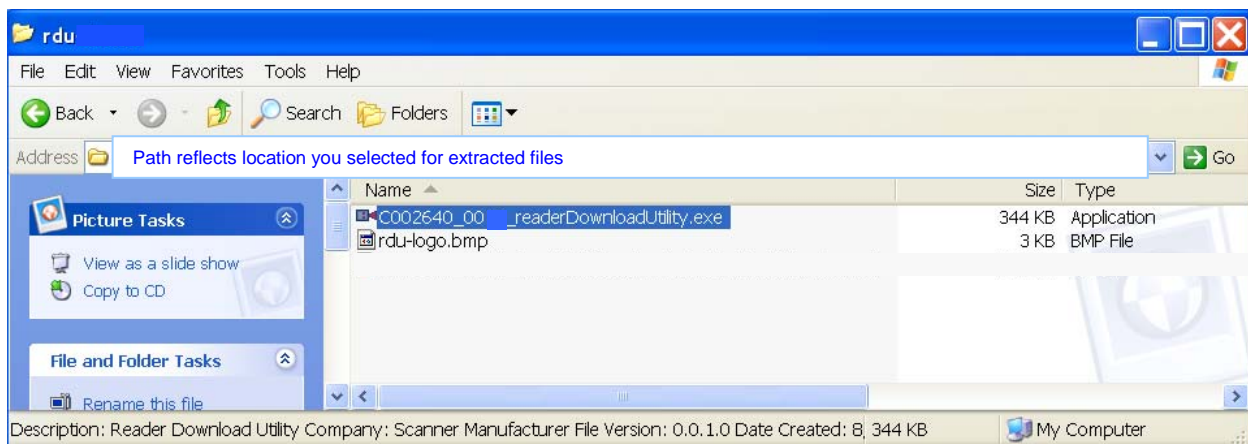 rdu
File Edit View Favorites Tools Help
Back Search Folders
Address Path reflects location you selected for extracted files Go
Name Size Type
Picture Tasks C002640_00 _readerDownloadUtility.exe 344 KB Application
rdu-logo.bmp 3 KB BMP File
View as a slide show
Copy to CD
File and Folder Tasks
Rename this file
Description: Reader Download Utility Company: Scanner Manufacturer File Version: 0.0.1.0 Date Created: 8, 344 KB My Computer